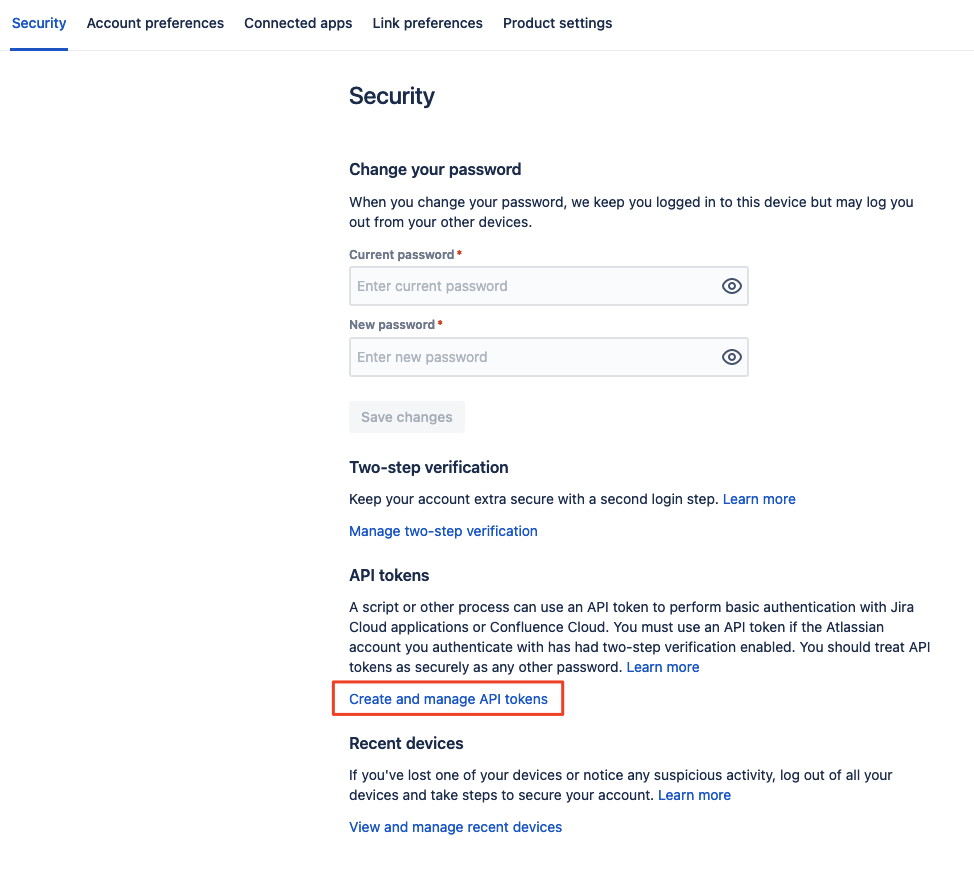 Security Account preferences Connected apps Link preferences Product settings
Security
Change your password
When you change your password, we keep you logged in to this device but may log you
out from your other devices.
Current password *
Enter current password
New password *
Enter new password
Save changes
Two-step verification
Keep your account extra secure with a second login step. Learn more
Manage two-step verification
API tokens
A script or other process can use an API token to perform basic authentication with Jira
Cloud applications or Confluence Cloud. You must use an API token if the Atlassian
account you authenticate with has had two-step verification enabled. You should treat API
tokens as securely as any other password. Learn more
Create and manage API tokens
Recent devices
If you've lost one of your devices or notice any suspicious activity, log out of all your
devices and take steps to secure your account. Learn more
View and manage recent devices